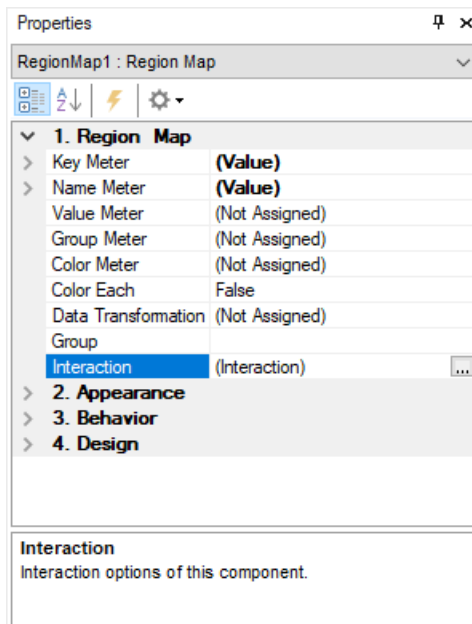 Properties
RegionMap1 : Region Map
1. Region Map
Key Meter (Value)
Name Meter (Value)
Value Meter (Not Assigned)
Group Meter (Not Assigned)
Color Meter (Not Assigned)
Color Each False
Data Transformation (Not Assigned)
Group
Interaction (Interaction) ...
2. Appearance
3. Behavior
4. Design
Interaction
Interaction options of this component.